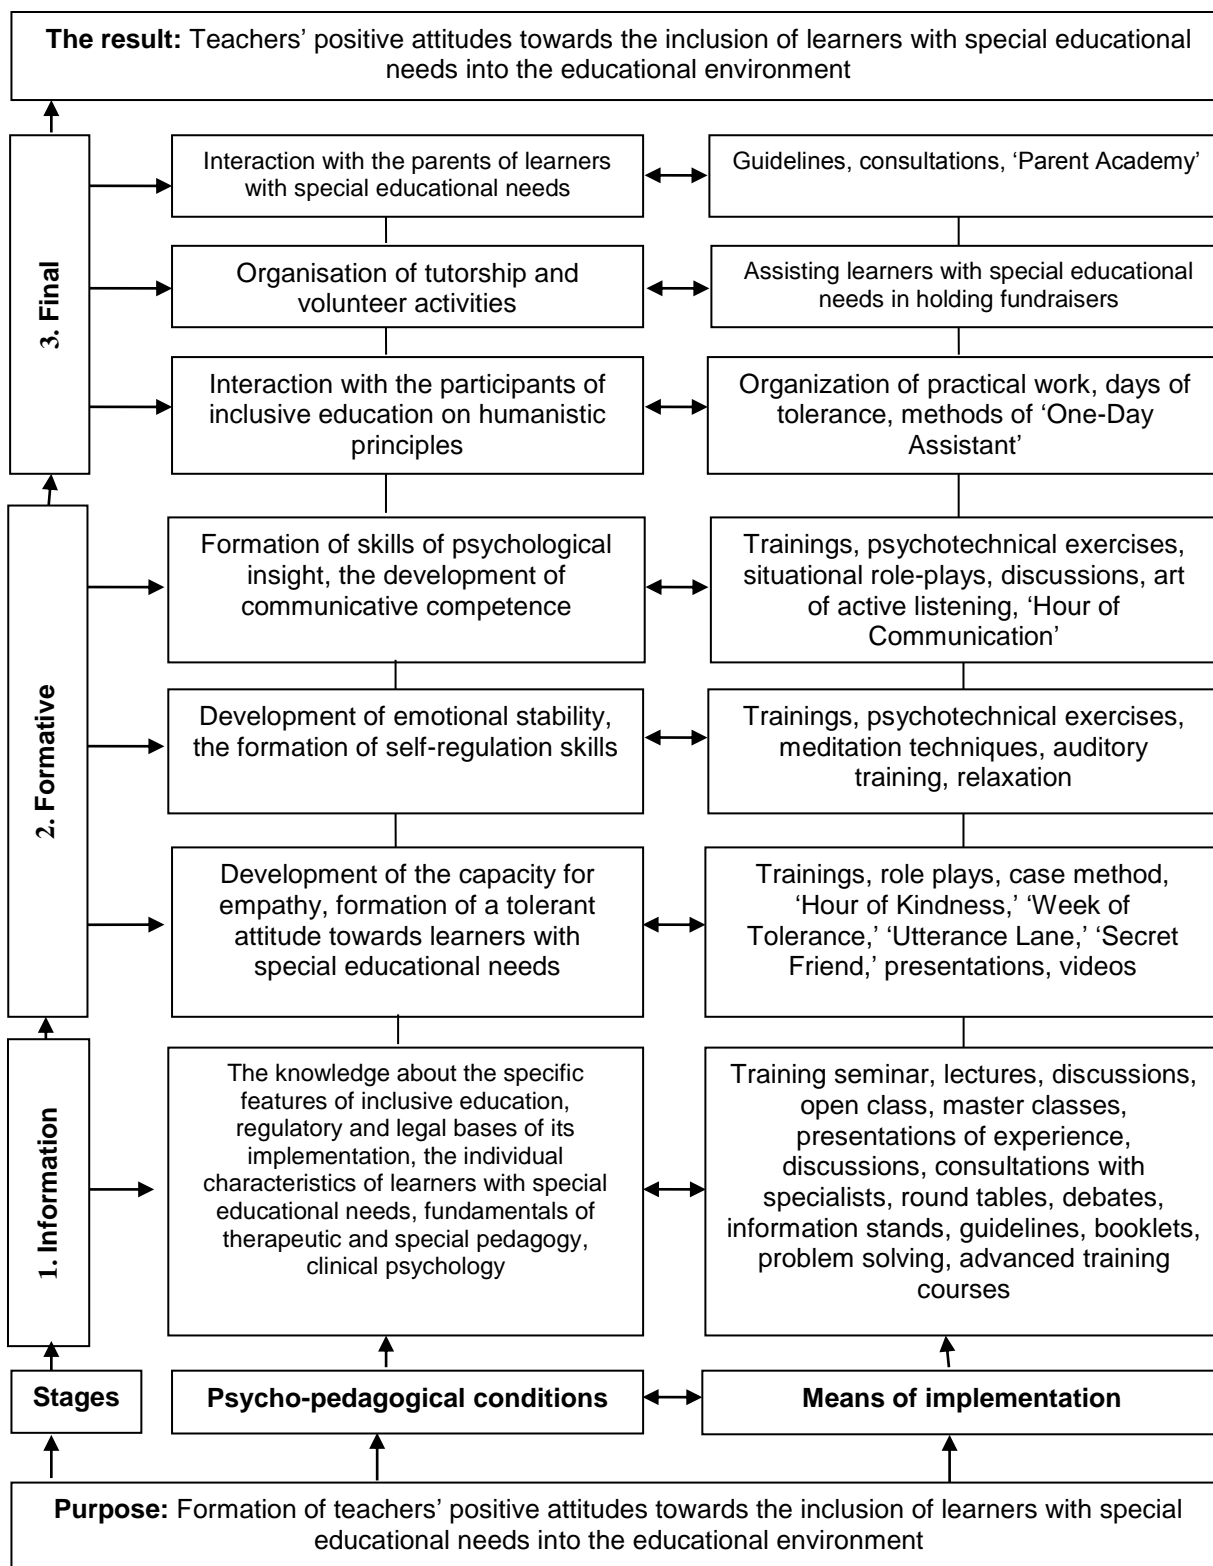 The result: Teachers’ positive attitudes towards the inclusion of learners with special educational
needs into the educational environment
3. Final
Interaction with the parents of learners
with special educational needs
Guidelines, consultations, ‘Parent Academy’
Organisation of tutorship and
volunteer activities
Assisting learners with special educational
needs in holding fundraisers
Interaction with the participants of
inclusive education on humanistic
principles
Organization of practical work, days of
tolerance, methods of ‘One-Day
Assistant’
2. Formative
Formation of skills of psychological
insight, the development of
communicative competence
Trainings, psychotechnical exercises,
situational role-plays, discussions, art
of active listening, ‘Hour of
Communication’
Development of emotional stability,
the formation of self-regulation skills
Trainings, psychotechnical exercises,
meditation techniques, auditory
training, relaxation
Development of the capacity for
empathy, formation of a tolerant
attitude towards learners with
special educational needs
Trainings, role plays, case method,
‘Hour of Kindness,’ ‘Week of
Tolerance,’ ‘Utterance Lane,’ ‘Secret
Friend,’ presentations, videos
1. Information
The knowledge about the specific
features of inclusive education,
regulatory and legal bases of its
implementation, the individual
characteristics of learners with special
educational needs, fundamentals of
therapeutic and special pedagogy,
clinical psychology
Training seminar, lectures, discussions,
open class, master classes,
presentations of experience,
discussions, consultations with
specialists, round tables, debates,
information stands, guidelines, booklets,
problem solving, advanced training
courses
Stages
Psycho-pedagogical conditions
Means of implementation
Purpose: Formation of teachers’ positive attitudes towards the inclusion of learners with special
educational needs into the educational environment